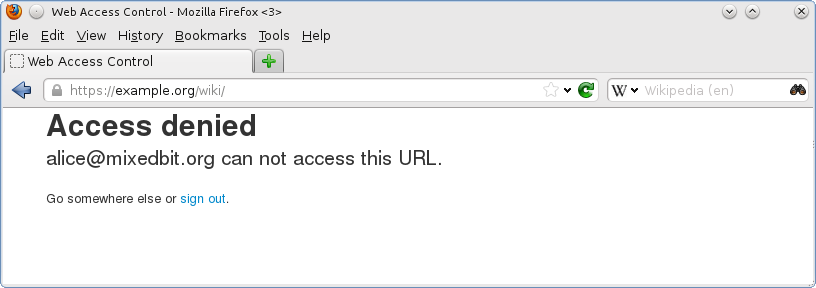 Web Access Control - Mozilla Firefox <3>
File Edit View History Bookmarks Tools Help
Web Access Control
https://example.org/wiki/ W Wikipedia (en)
Access denied
alice@mixedbit.org can not access this URL.
Go somewhere else or sign out.